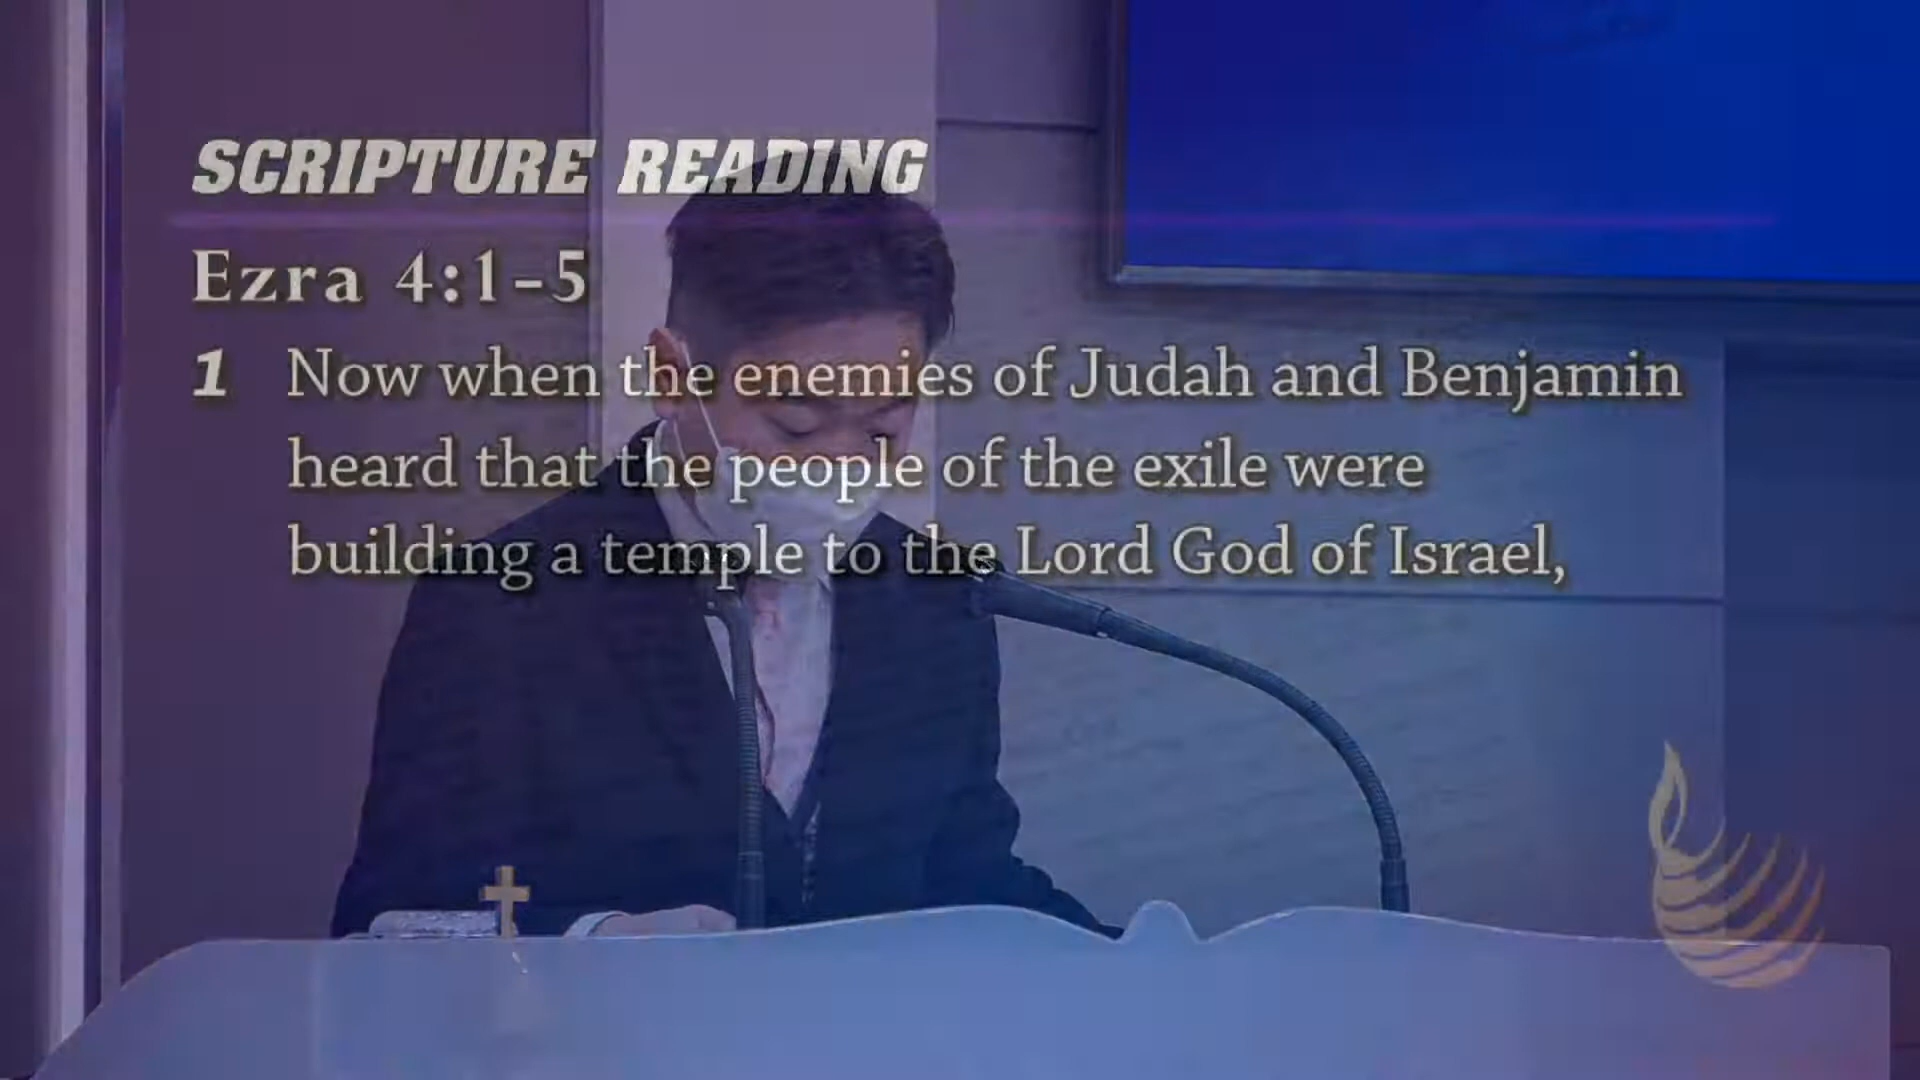 SCRIPTURE READING
Ezra 4:1-5
1 Now when the enemies of Judah and Benjamin
heard that the people of the exile were
building a temple to the Lord God of Israel,